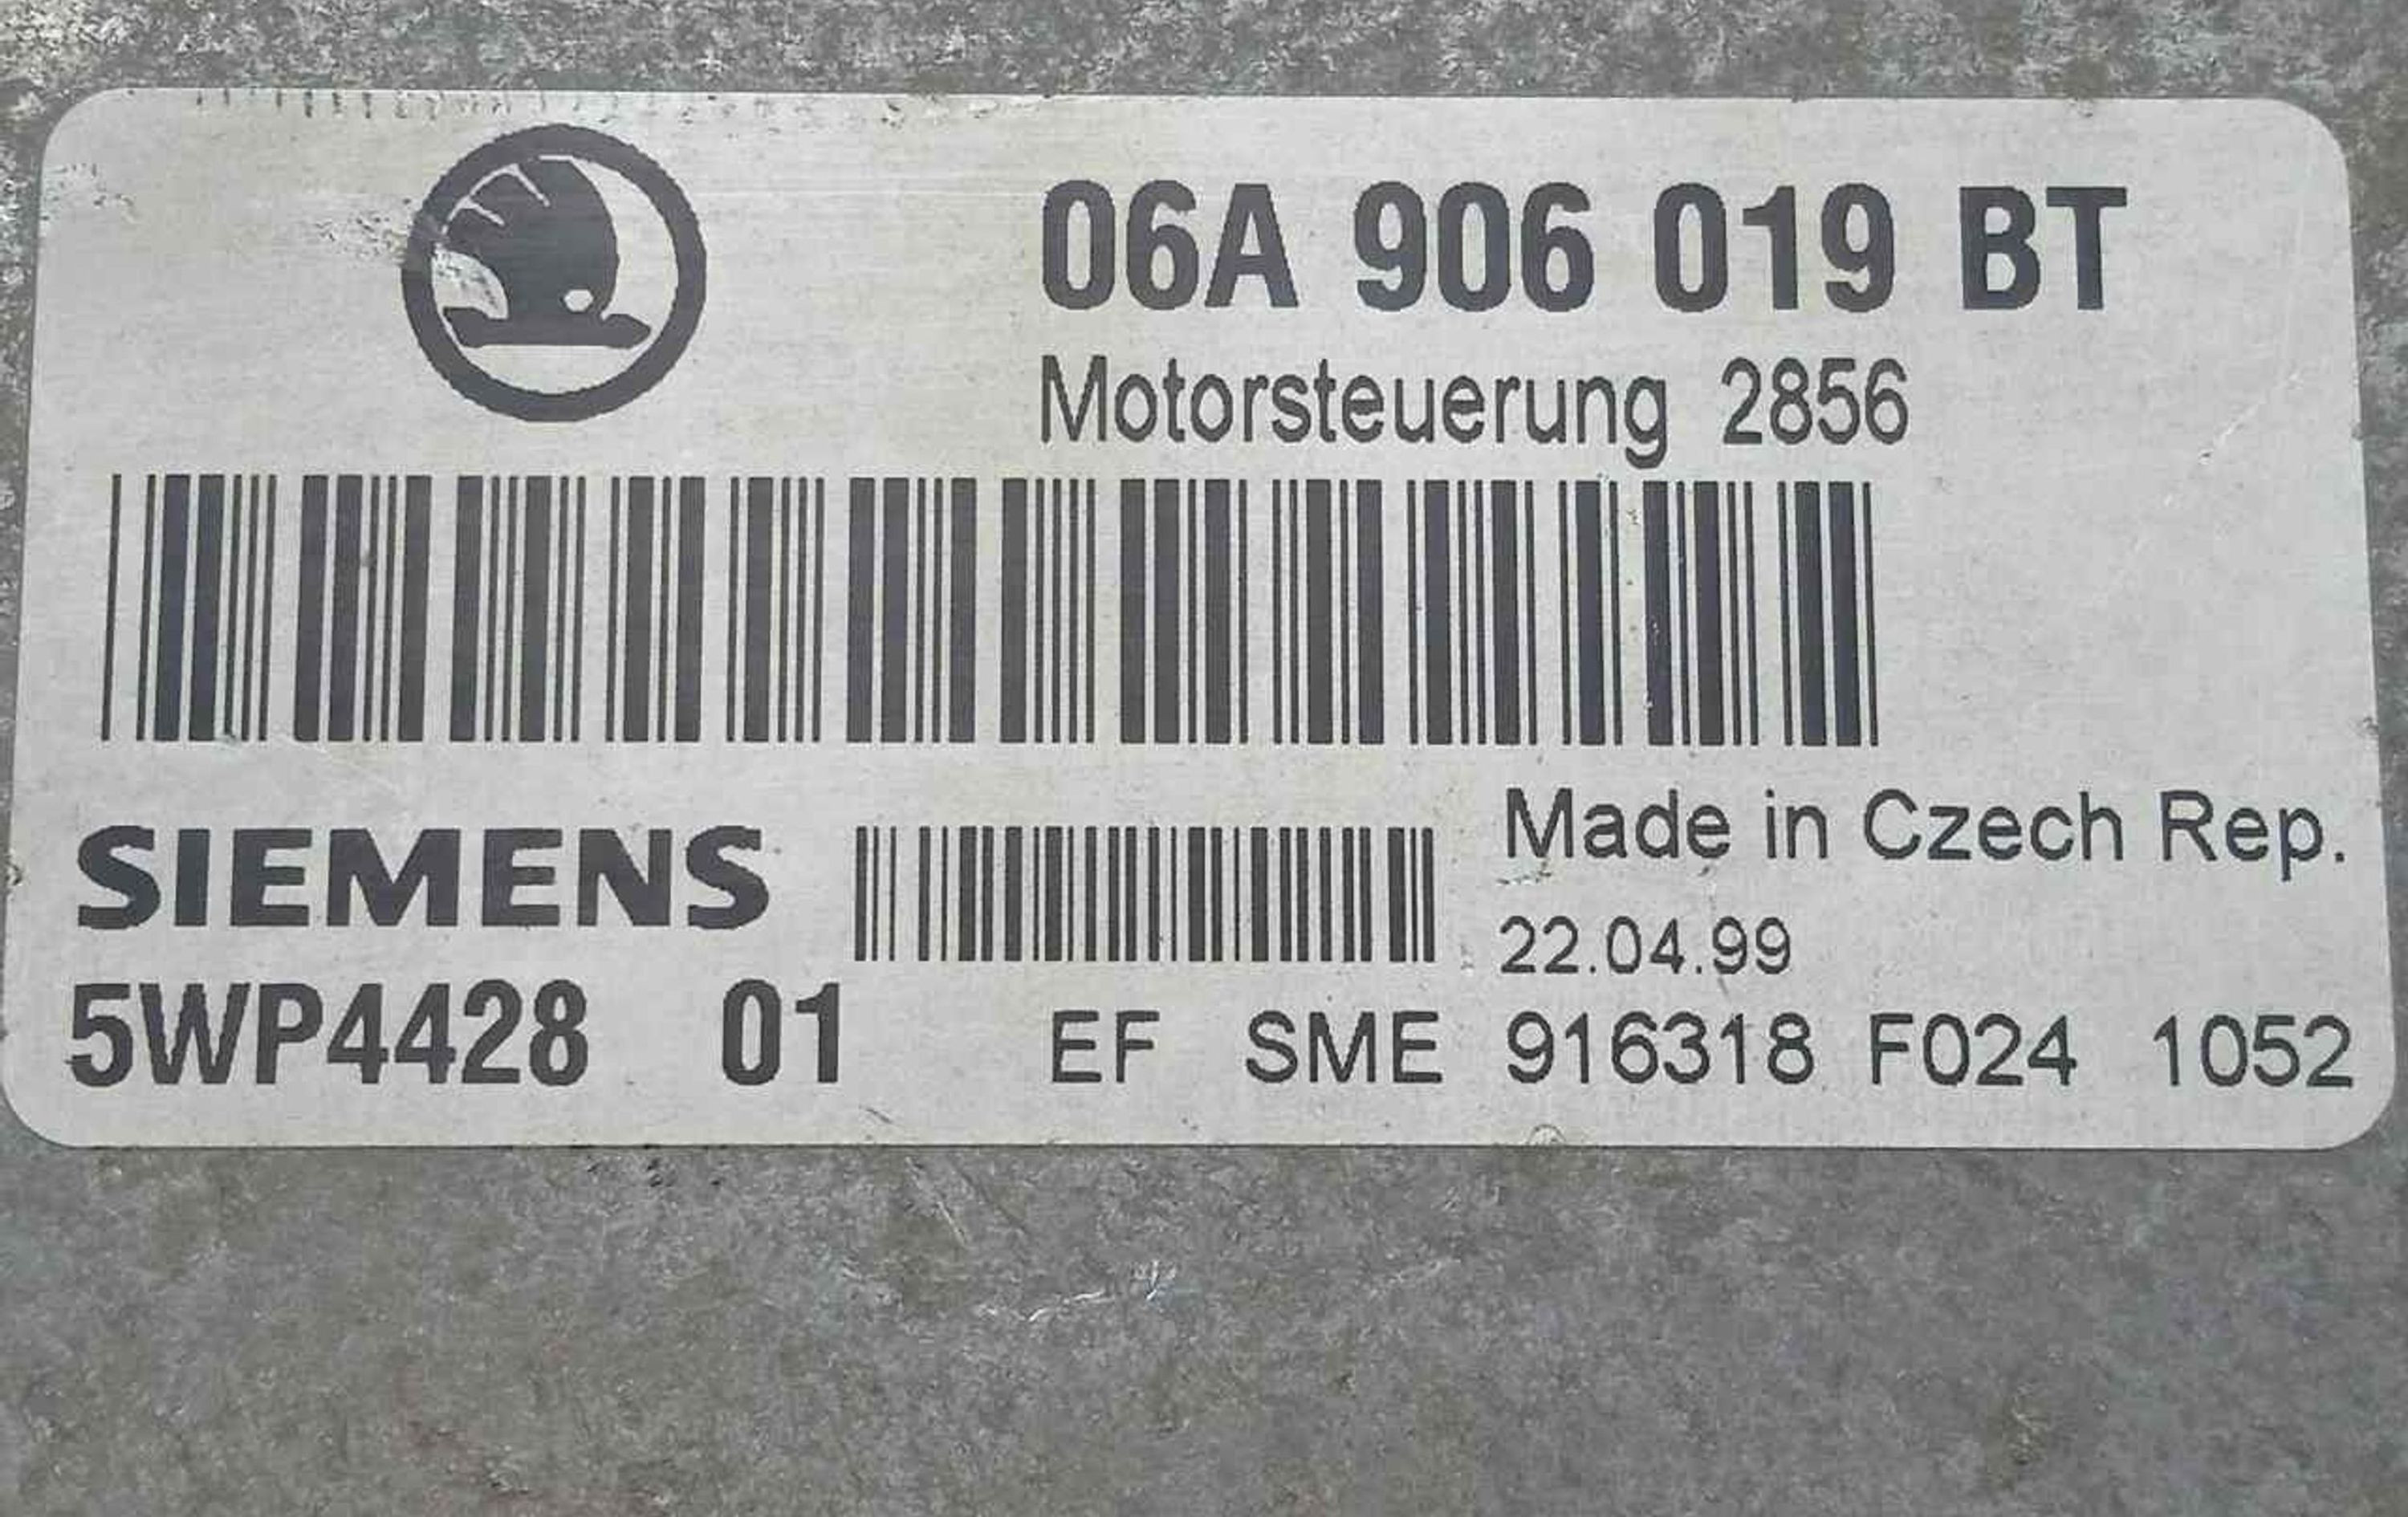 06A 906 019 BT
Motorsteuerung 2856
SIEMENS
Made in Czech Rep.
22.04.99
5WP4428 01 EF SME 916318 F024 1052